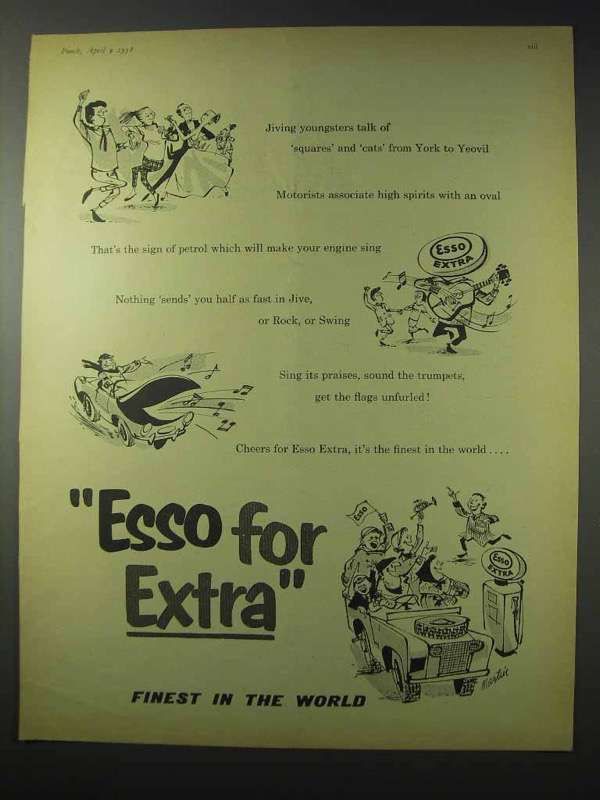 Punch, April 9 1958
viii
Jiving youngsters talk of
'squares' and 'cats' from York to Yeovil
Motorists associate high spirits with an oval
That's the sign of petrol which will make your engine sing
ESSO
EXTRA
Nothing 'sends' you half as fast in Jive,
or Rock, or Swing
Sing its praises, sound the trumpets,
get the flags unfurled!
Cheers for Esso Extra, it's the finest in the world....
"Esso for
Extra"
ESSO
ESSO
EXTRA
FINEST IN THE WORLD
Martin